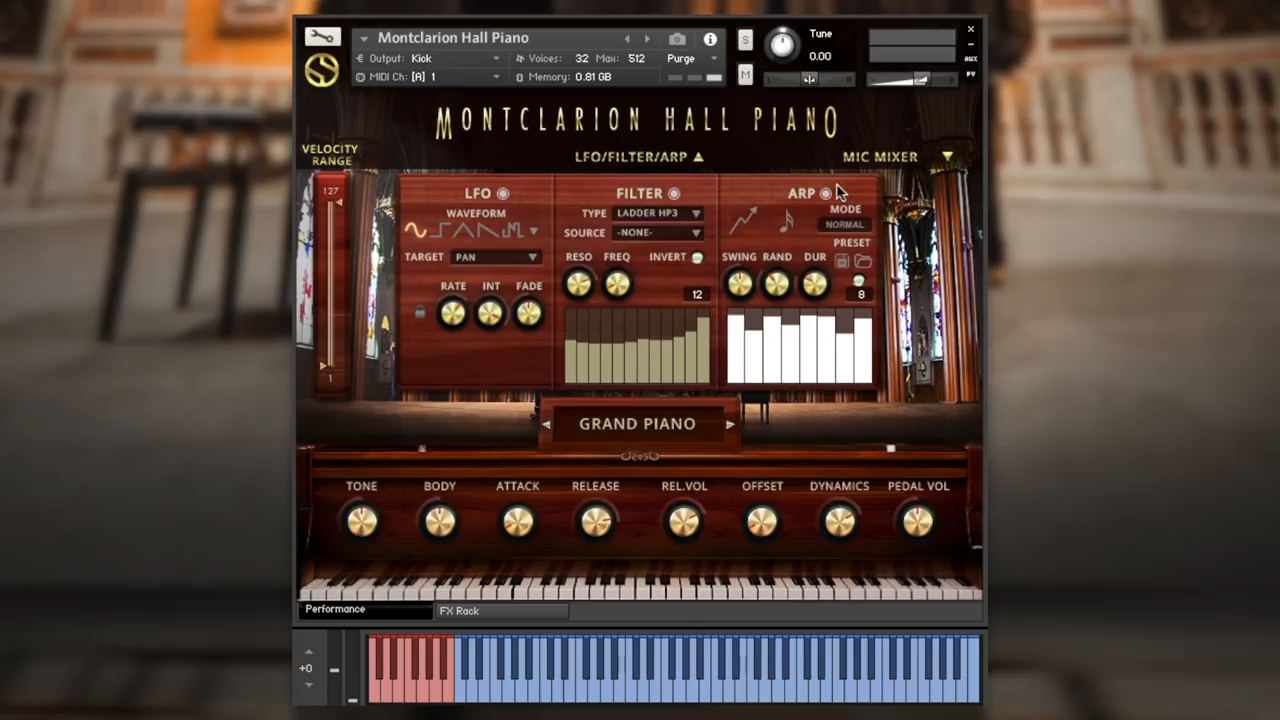 Montclarion Hall Piano
Output: Kick
Voices: 32 Max: 512
Purge
MIDI Ch: [A] 1
Memory: 0.81 GB
S
M
Tune
0.00
L
R
AUX
PV
MONTCLARION HALL PIANO
VELOCITY
RANGE
LFO/FILTER/ARP
MIC MIXER
127
1
LFO
WAVEFORM
TARGET PAN
RATE INT FADE
FILTER
TYPE LADDER HP3
SOURCE -NONE-
RESO FREQ INVERT
12
ARP
MODE
NORMAL
PRESET
SWING RAND DUR
8
GRAND PIANO
TONE BODY ATTACK RELEASE REL.VOL OFFSET DYNAMICS PEDAL VOL
Performance
FX Rack
+0